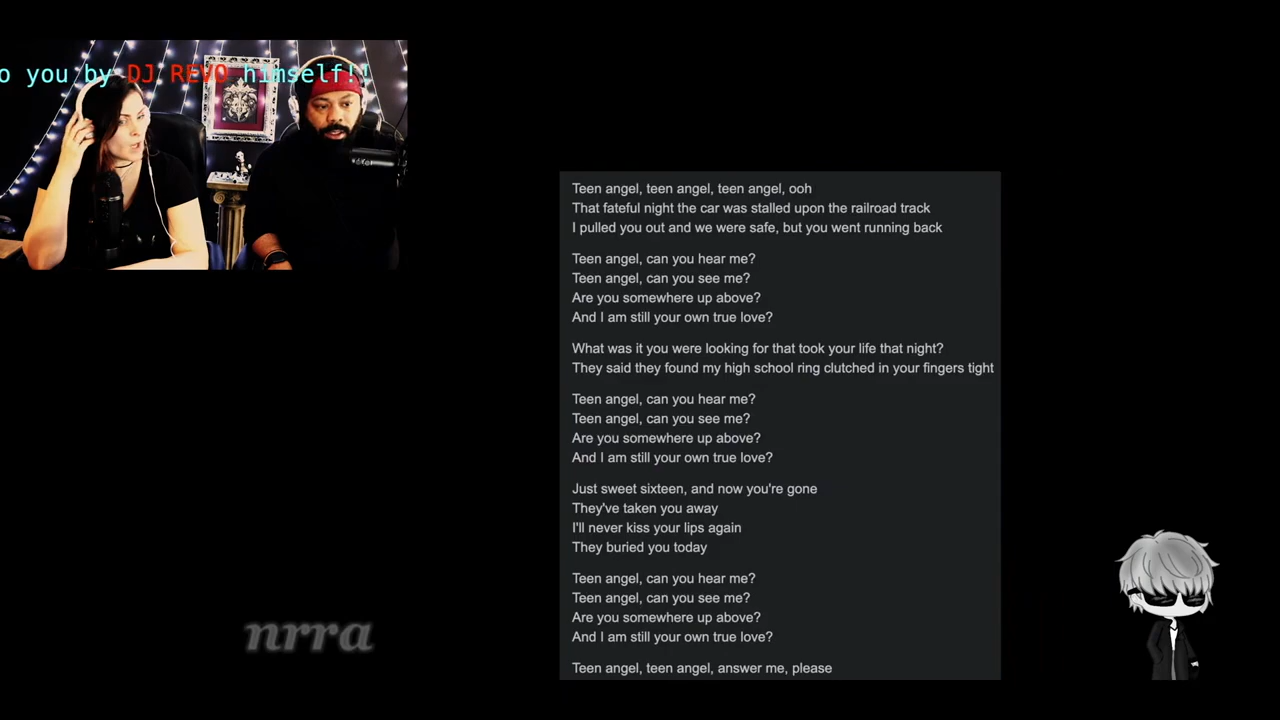 o you by DJ REVO himself!!
Teen angel, teen angel, teen angel, ooh
That fateful night the car was stalled upon the railroad track
I pulled you out and we were safe, but you went running back
Teen angel, can you hear me?
Teen angel, can you see me?
Are you somewhere up above?
And I am still your own true love?
What was it you were looking for that took your life that night?
They said they found my high school ring clutched in your fingers tight
Teen angel, can you hear me?
Teen angel, can you see me?
Are you somewhere up above?
And I am still your own true love?
Just sweet sixteen, and now you're gone
They've taken you away
I'll never kiss your lips again
They buried you today
Teen angel, can you hear me?
Teen angel, can you see me?
Are you somewhere up above?
And I am still your own true love?
Teen angel, teen angel, answer me, please
nrra